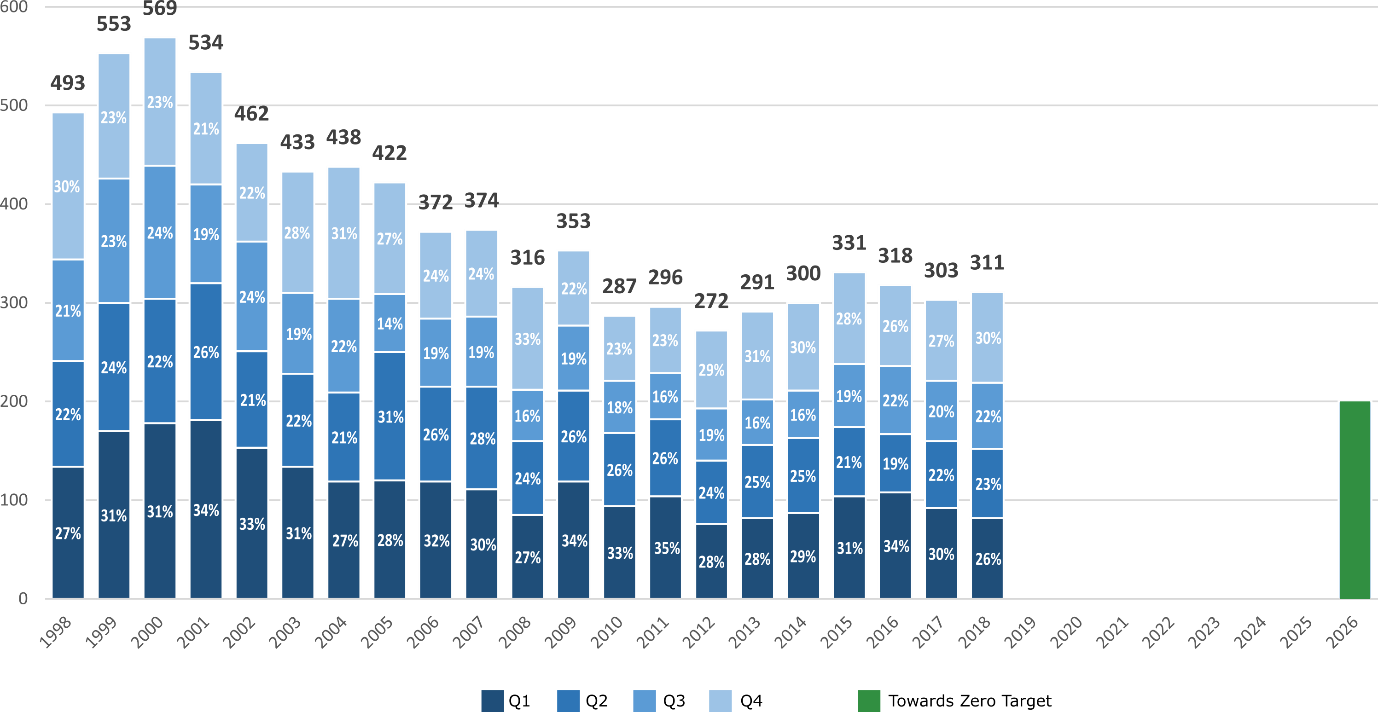 600
500
400
300
200
100
0
493 553 569 534 462 433 438 422 372 374 316 353 287 296 272 291 300 331 318 303 311
30% 23% 23% 21% 22% 28% 31% 27% 24% 24% 33% 22% 23% 23% 29% 31% 30% 28% 26% 27% 30%
21% 23% 24% 19% 24% 19% 22% 14% 19% 19% 16% 19% 18% 16% 19% 16% 16% 19% 22% 20% 22%
22% 24% 22% 26% 21% 22% 21% 31% 26% 28% 24% 26% 26% 26% 24% 25% 25% 21% 19% 22% 23%
27% 31% 31% 34% 33% 31% 27% 28% 32% 30% 27% 34% 33% 35% 28% 28% 29% 31% 34% 30% 26%
1998 1999 2000 2001 2002 2003 2004 2005 2006 2007 2008 2009 2010 2011 2012 2013 2014 2015 2016 2017 2018 2019 2020 2021 2022 2023 2024 2025 2026
Q1 Q2 Q3 Q4 Towards Zero Target